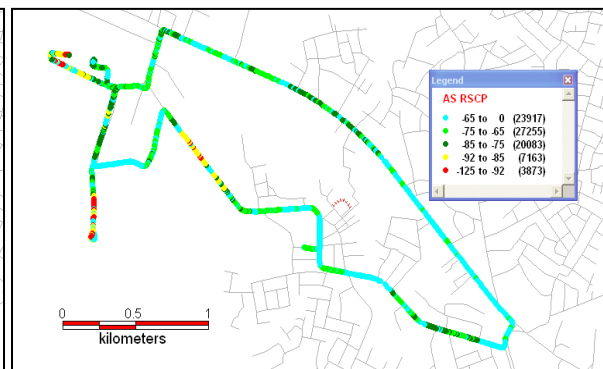 Legend
AS RSCP
-65 to 0 (23917)
-75 to -65 (27255)
-85 to -75 (20083)
-92 to -85 (7163)
-125 to -92 (3873)
0 0.5 1
kilometers